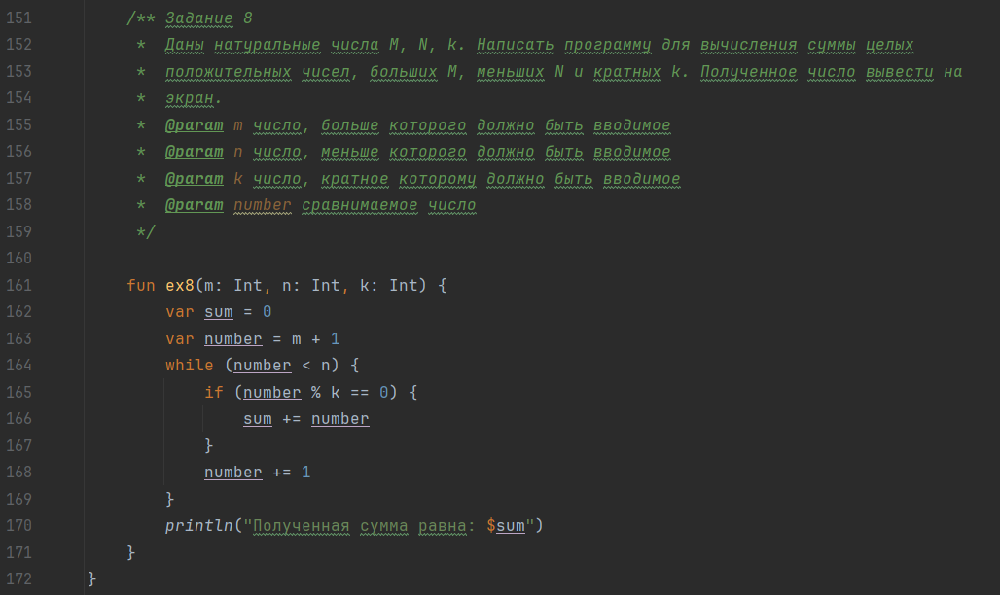 151     /** Задание 8
152      *  Даны натуральные числа M, N, k. Написать программу для вычисления суммы целых
153      *  положительных чисел, больших M, меньших N и кратных k. Полученное число вывести на
154      *  экран.
155      *  @param m число, больше которого должно быть вводимое
156      *  @param n число, меньше которого должно быть вводимое
157      *  @param k число, кратное которому должно быть вводимое
158      *  @param number сравнимаемое число
159      */
160
161     fun ex8(m: Int, n: Int, k: Int) {
162         var sum = 0
163         var number = m + 1
164         while (number < n) {
165             if (number % k == 0) {
166                 sum += number
167             }
168             number += 1
169         }
170         println("Полученная сумма равна: $sum")
171     }
172 }